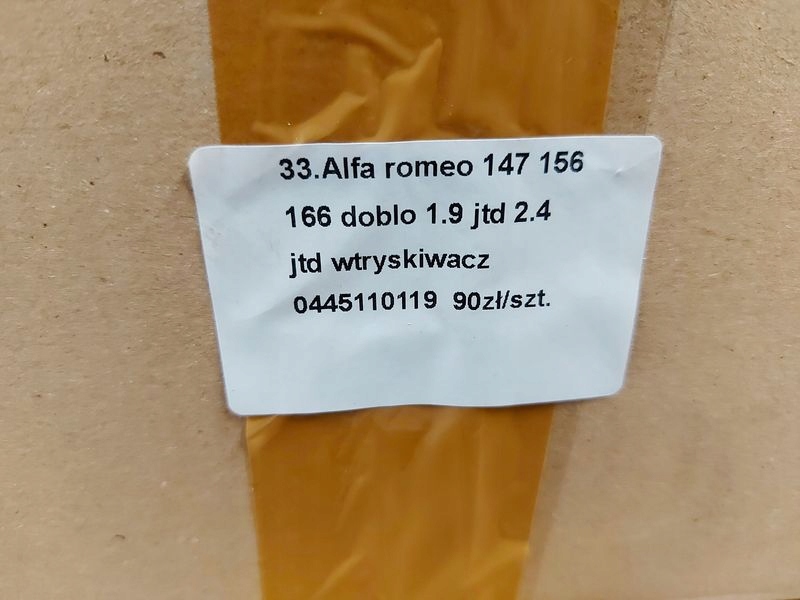 33.Alfa romeo 147 156
166 doblo 1.9 jtd 2.4
jtd wtryskiwacz
0445110119 90zł/szt.